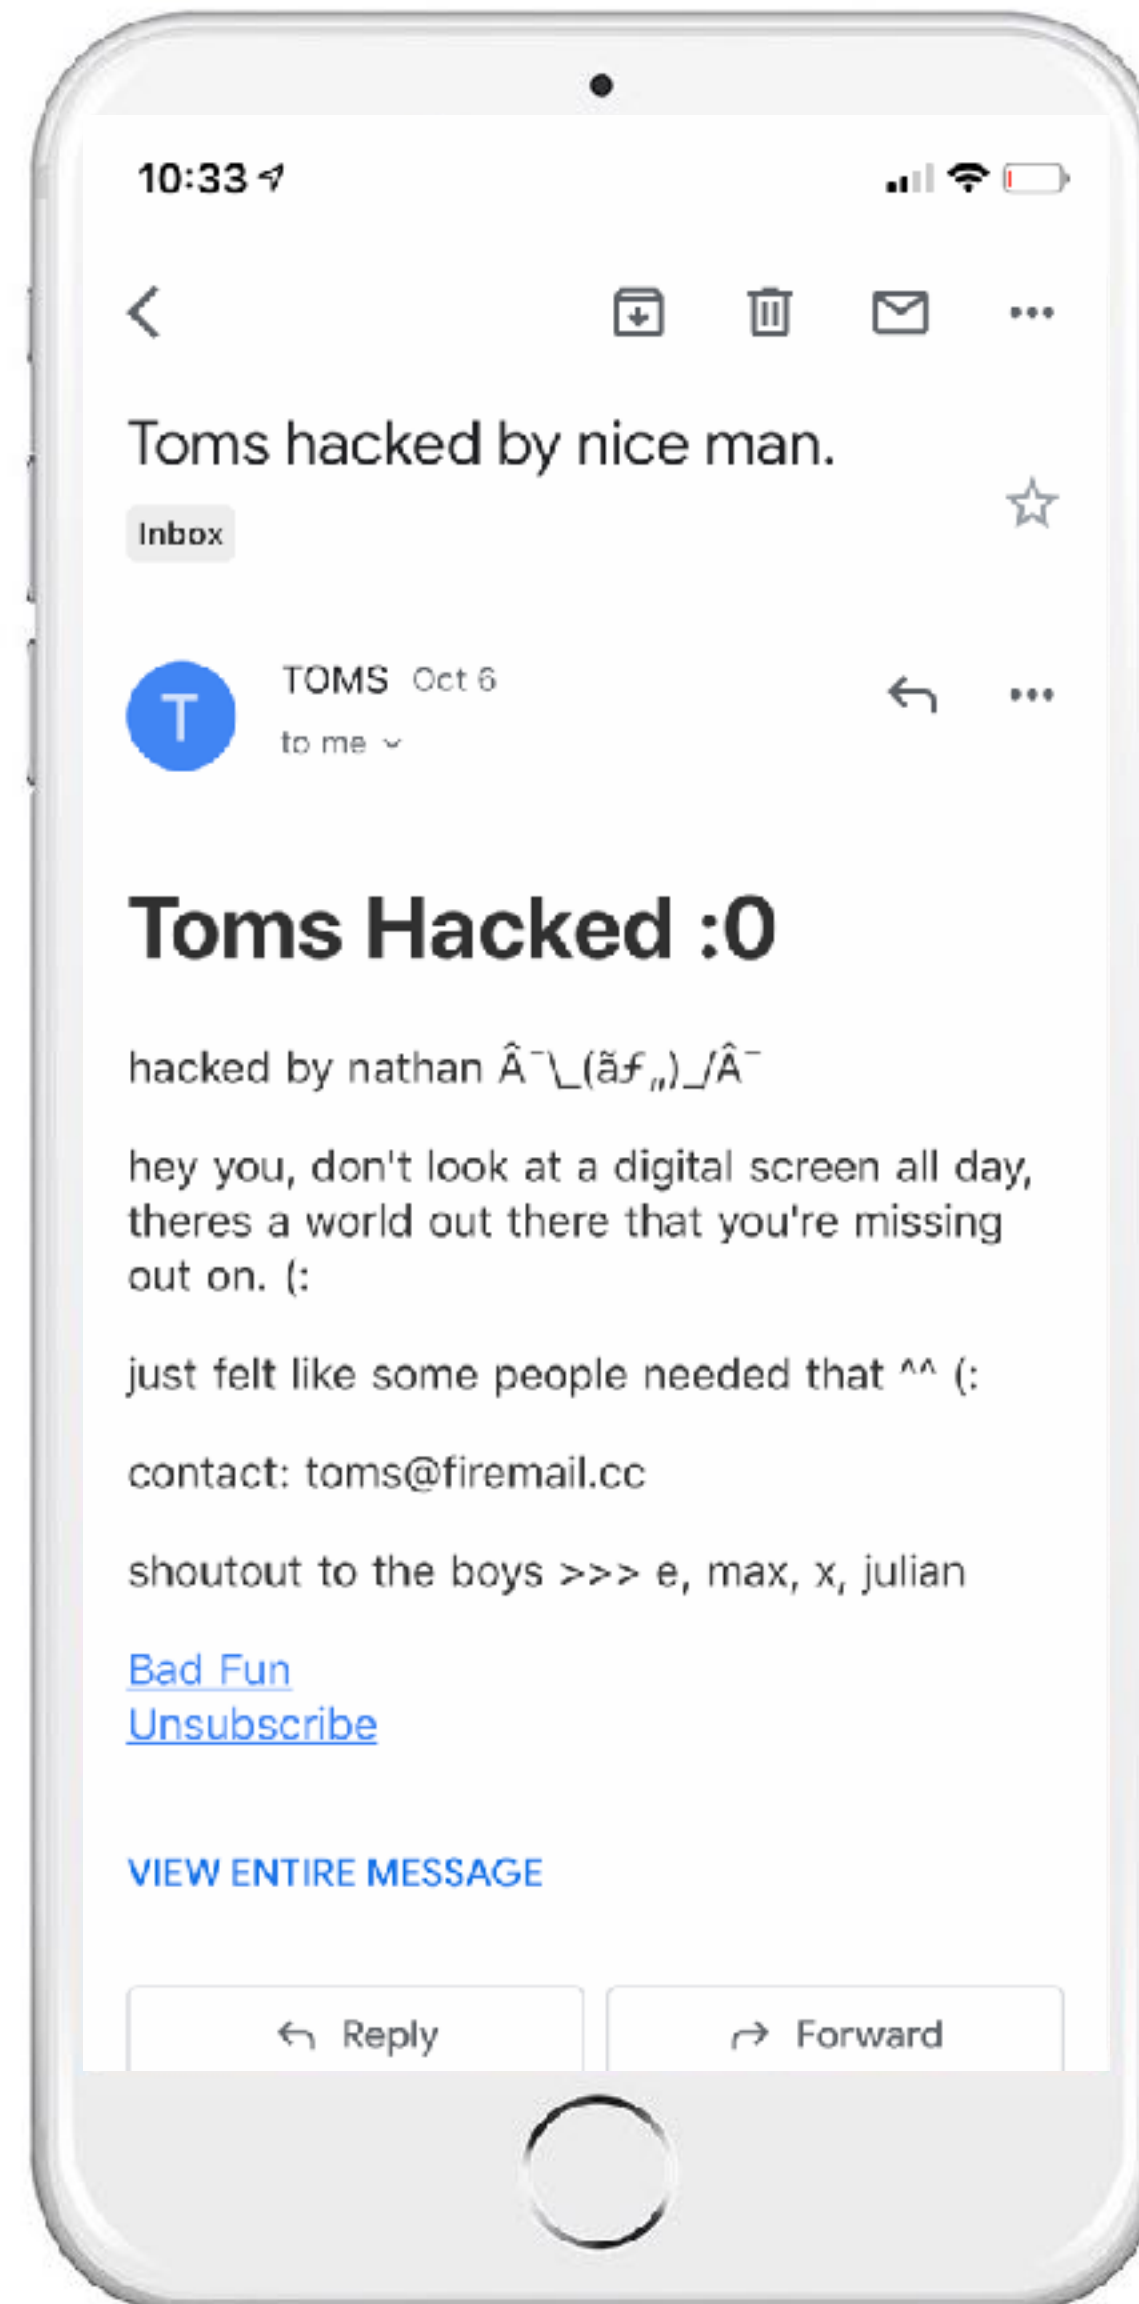 10:33
Toms hacked by nice man.
Inbox
T
TOMS Oct 6
to me
Toms Hacked :0
hacked by nathan Â¯\_(ãƒ„)_/Â¯
hey you, don't look at a digital screen all day,
theres a world out there that you're missing
out on. (:
just felt like some people needed that ^^ (:
contact: toms@firemail.cc
shoutout to the boys >>> e, max, x, julian
Bad Fun
Unsubscribe
VIEW ENTIRE MESSAGE
Reply
Forward